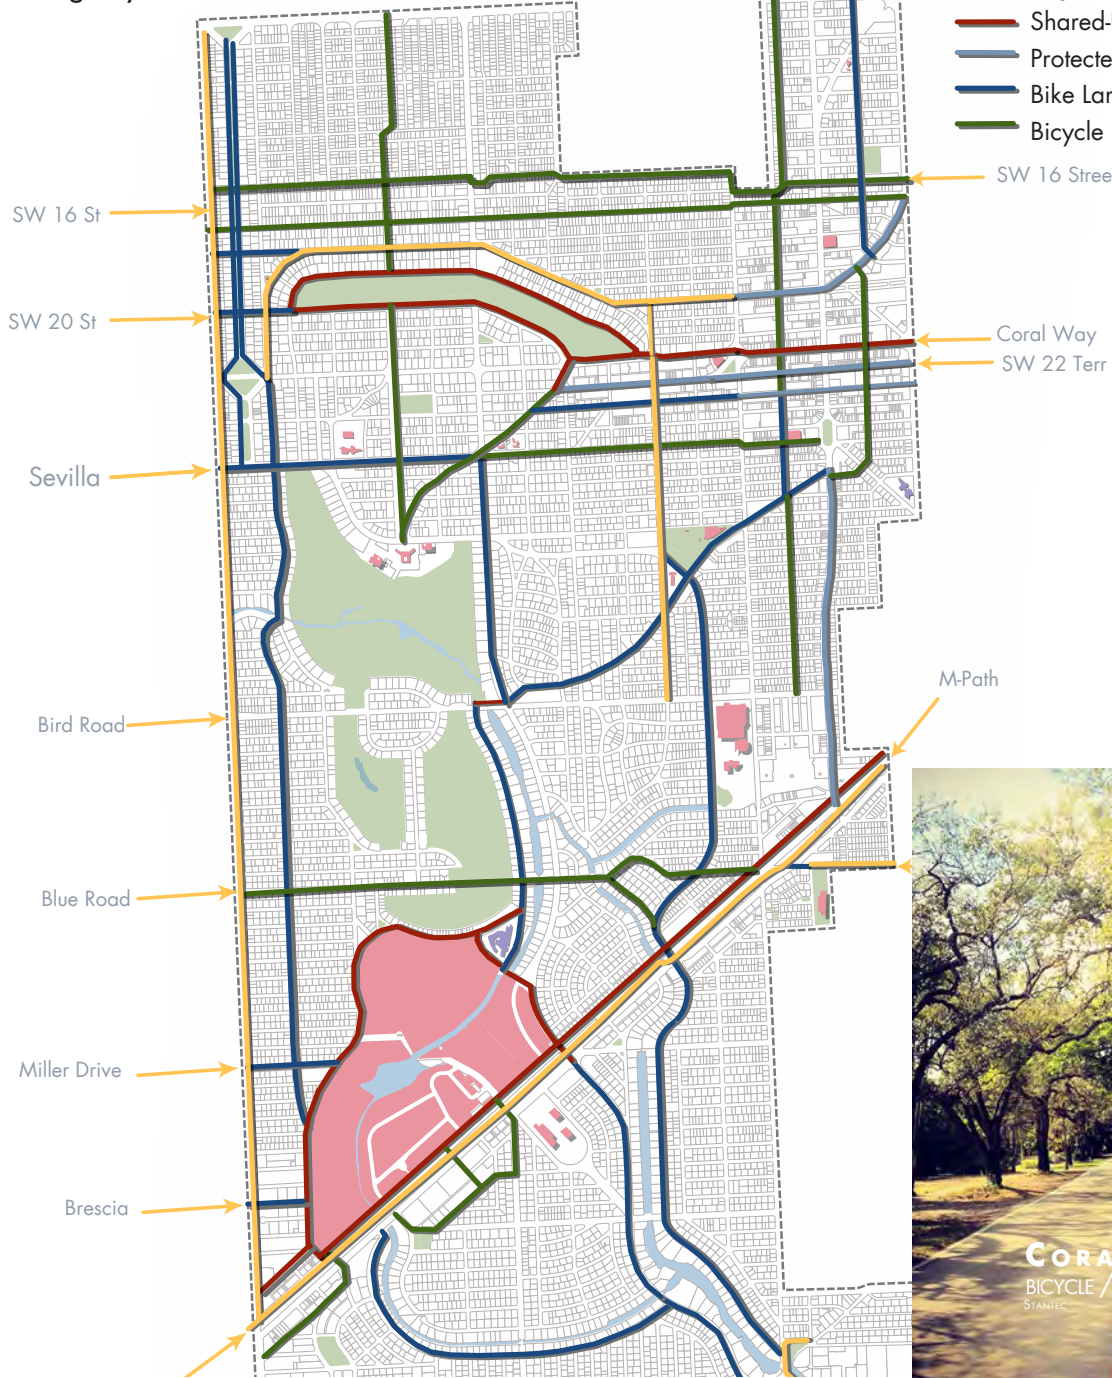 Shared-
Protecte
Bike Lan
Bicycle
SW 16 Stree
SW 16 St
SW 20 St
Coral Way
SW 22 Terr
Sevilla
M-Path
Bird Road
Blue Road
Miller Drive
Brescia
CORA
BICYCLE /
STANTEC